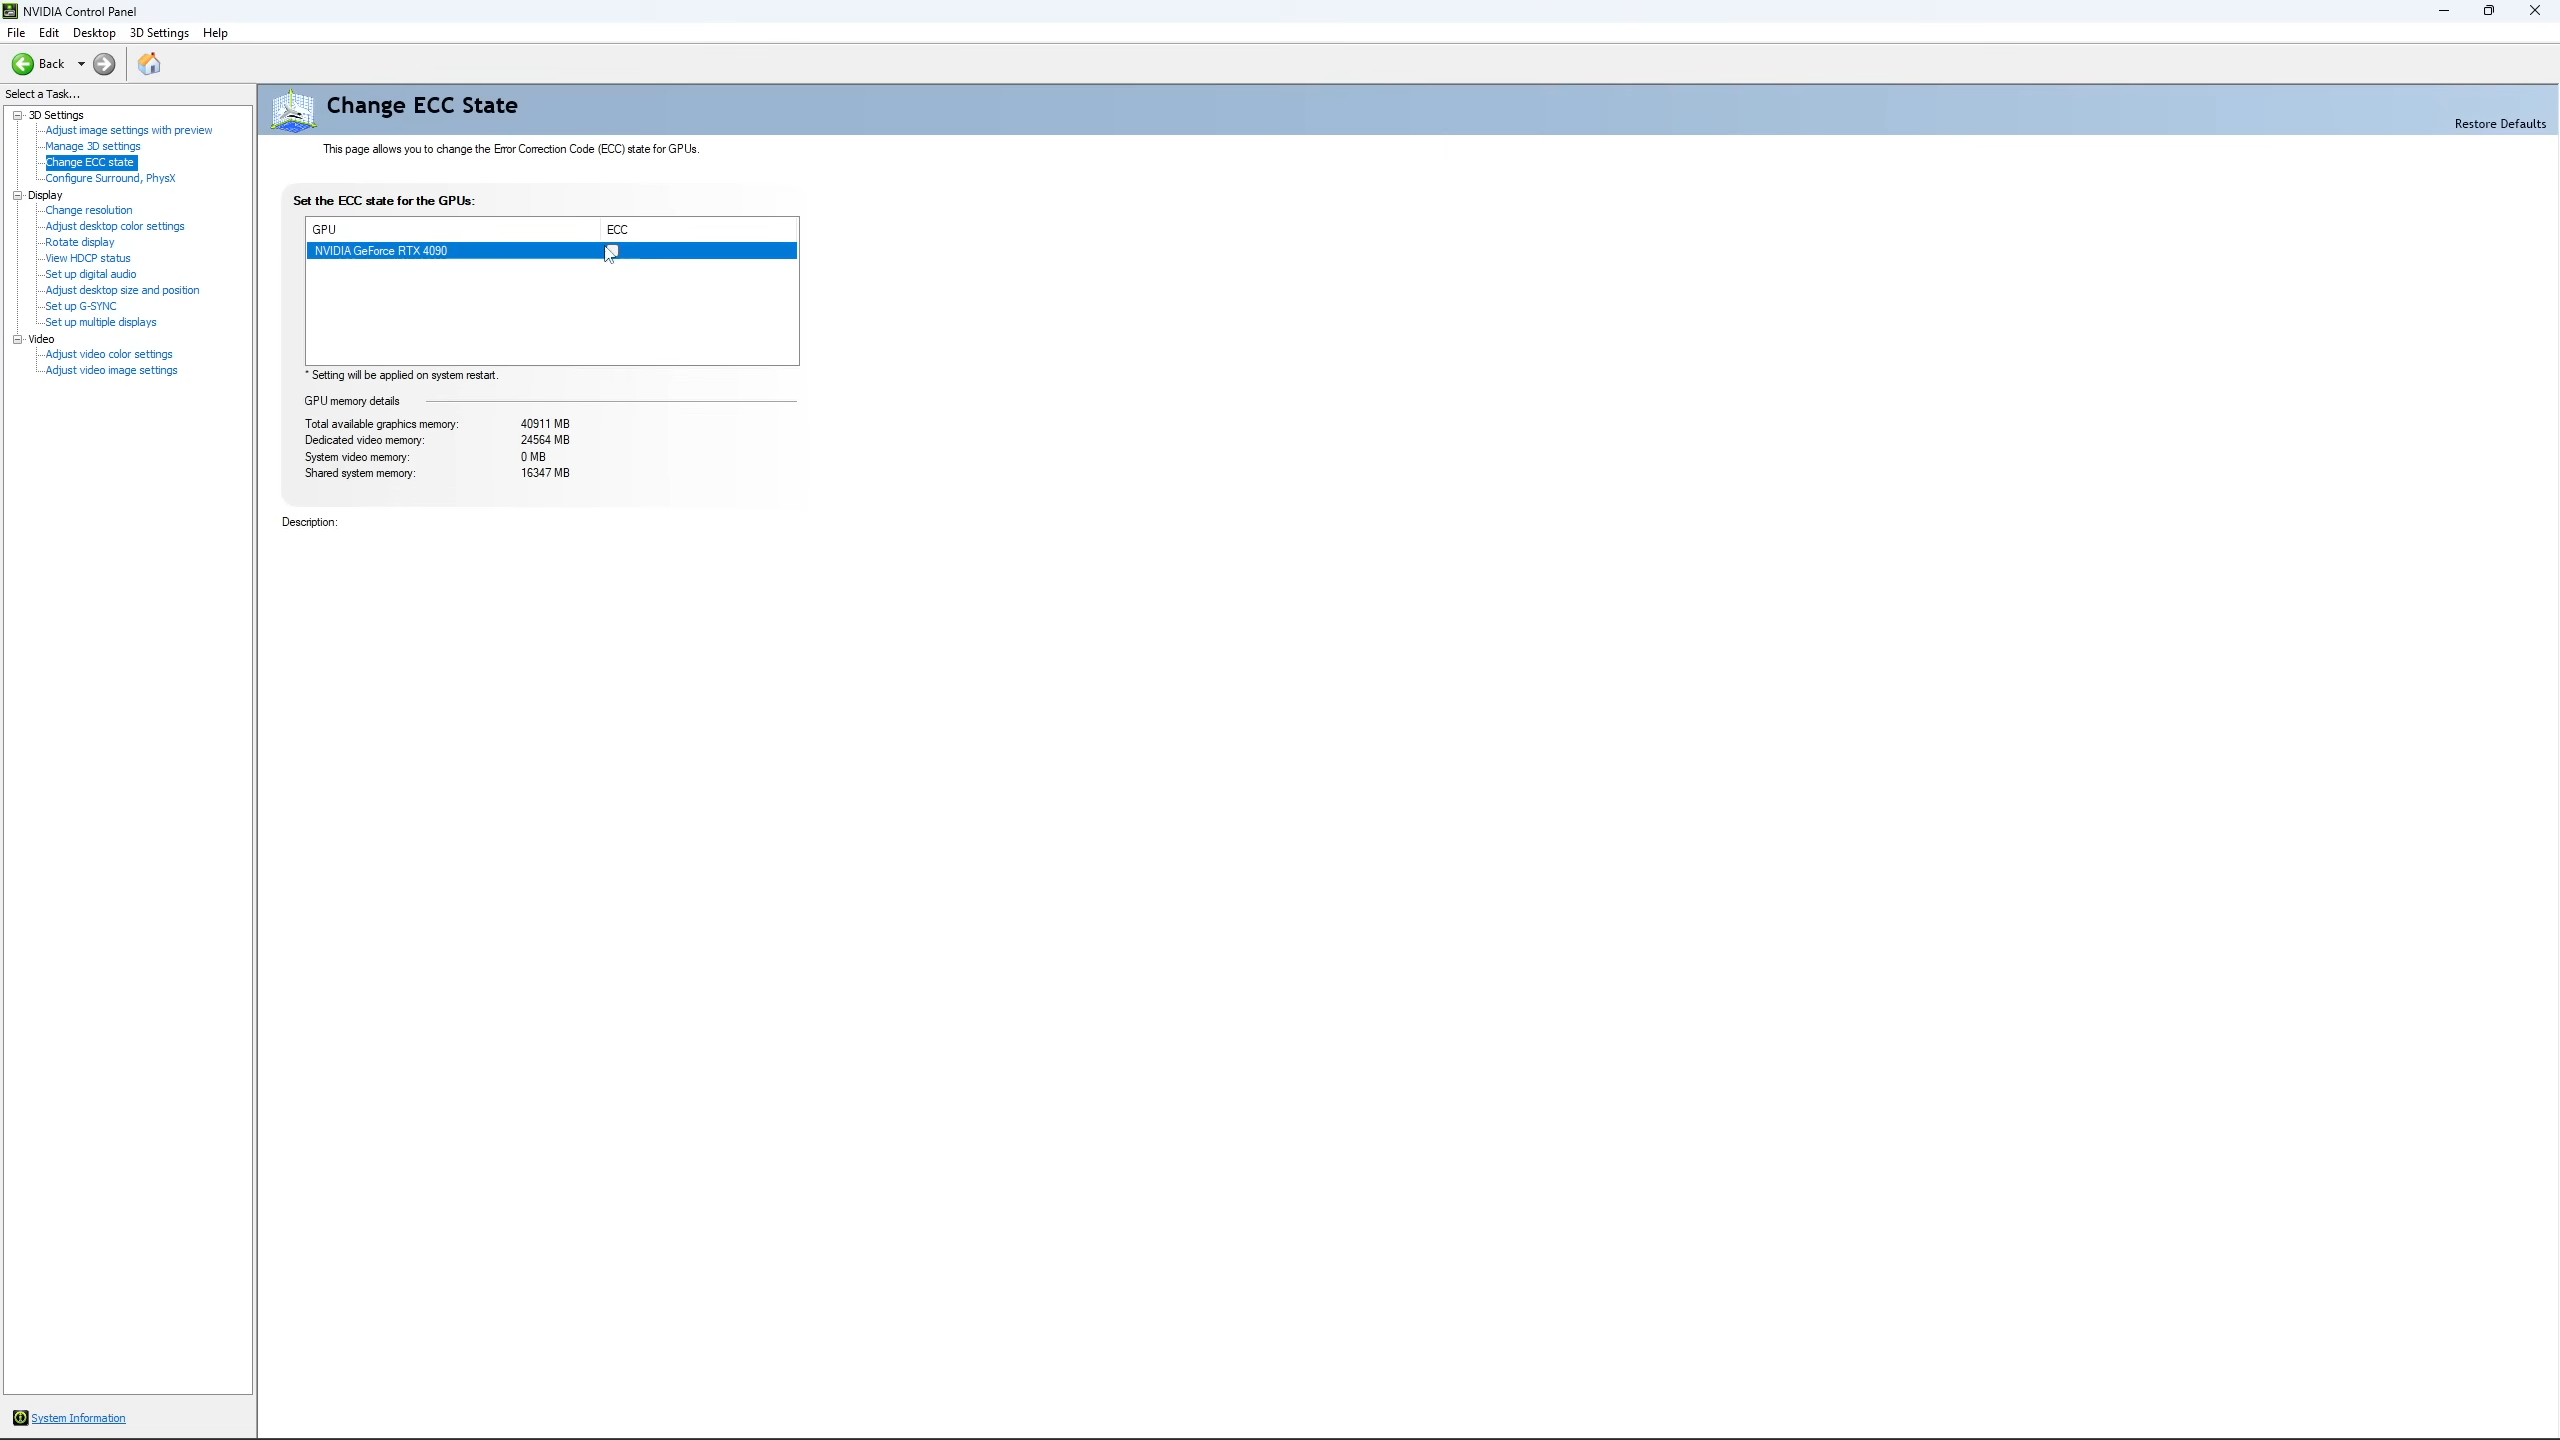 NVIDIA Control Panel
File Edit Desktop 3D Settings Help
Back
Select a Task...
3D Settings
Adjust image settings with preview
Manage 3D settings
Change ECC state
Configure Surround, PhysX
Display
Change resolution
Adjust desktop color settings
Rotate display
View HDCP status
Set up digital audio
Adjust desktop size and position
Set up G-SYNC
Set up multiple displays
Video
Adjust video color settings
Adjust video image settings
System Information
Change ECC State
Restore Defaults
This page allows you to change the Error Correction Code (ECC) state for GPUs.
Set the ECC state for the GPUs:
GPU ECC
NVIDIA GeForce RTX 4090
* Setting will be applied on system restart.
GPU memory details
Total available graphics memory: 40911 MB
Dedicated video memory: 24564 MB
System video memory: 0 MB
Shared system memory: 16347 MB
Description: